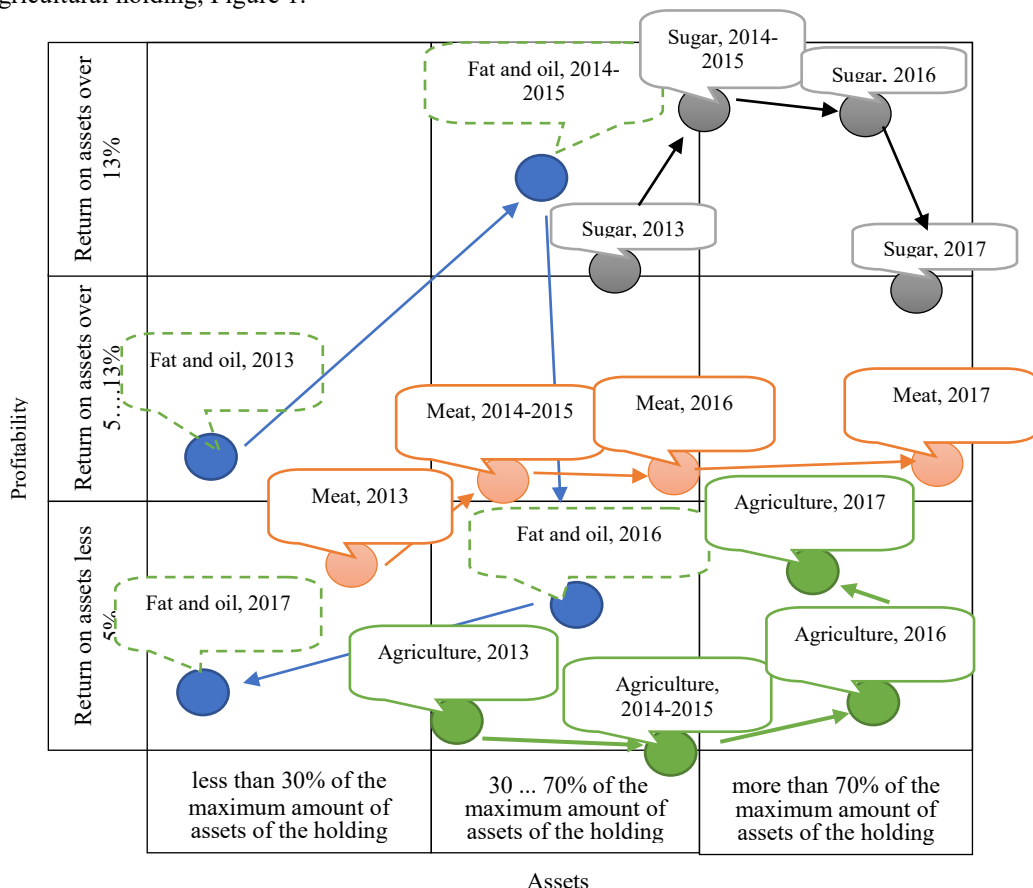 gricultural holding, Figure 1.
Sugar, 2014-
2015
Fat and oil, 2014-
2015
Sugar, 2016
Return on assets over
13%
Sugar, 2013
Sugar, 2017
Return on assets over
5….13%
Fat and oil, 2013
Meat, 2014-2015
Meat, 2016
Meat, 2017
Profitability
Meat, 2013
Agriculture, 2017
Fat and oil, 2016
Return on assets less
5%
Fat and oil, 2017
Agriculture, 2013
Agriculture, 2016
Agriculture,
2014-2015
less than 30% of the
maximum amount of
assets of the holding
30 ... 70% of the
maximum amount of
assets of the holding
more than 70% of the
maximum amount of
assets of the holding
Assets